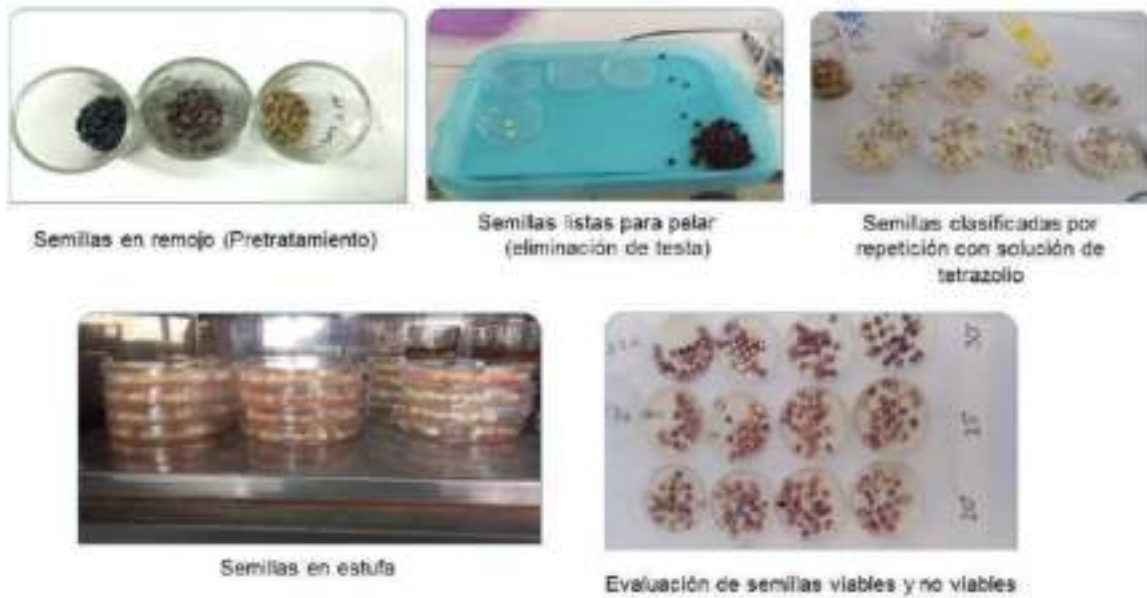 Semillas en remojo (Pretratamiento)
Semillas listas para pelar
(eliminación de testa)
Semillas clasificadas por
repetición con solución de
tetrazolio
Semillas en estufa
Evaluación de semillas viables y no viables